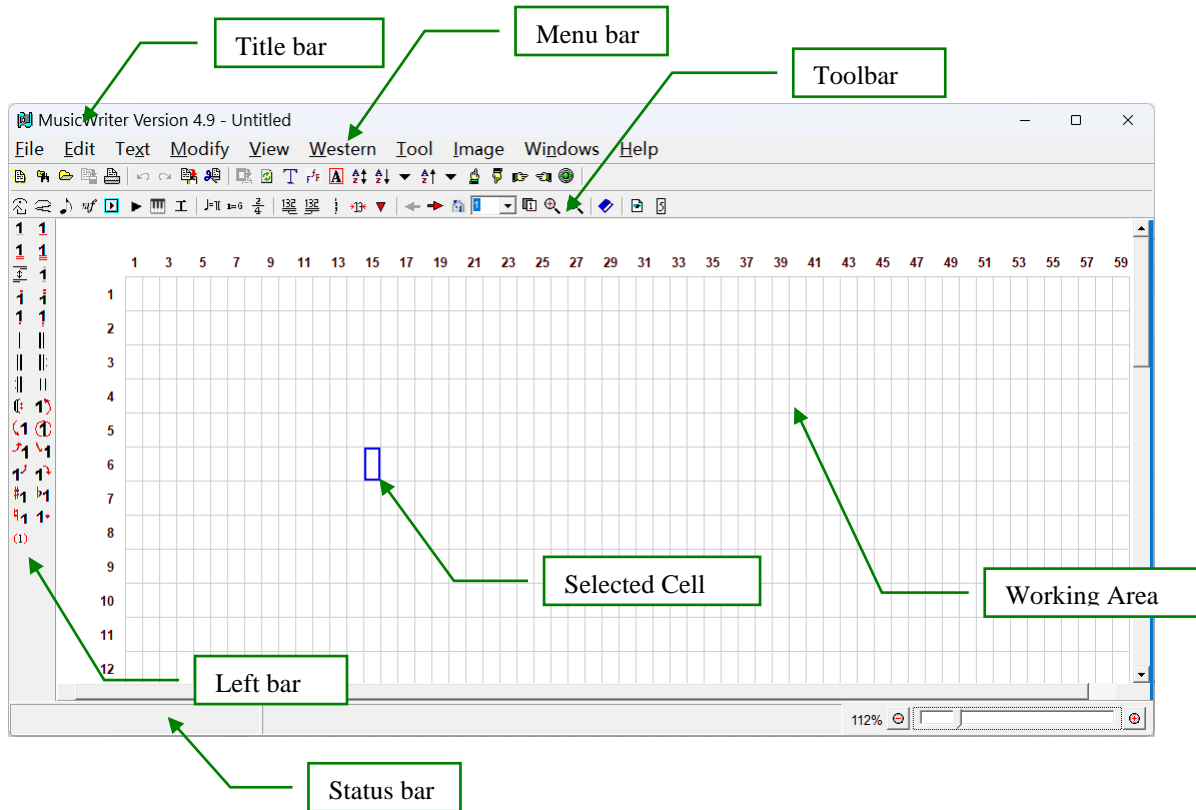 Title bar
Menu bar
Toolbar
MusicWriter Version 4.9 - Untitled
File Edit Text Modify View Western Tool Image Windows Help
1 3 5 7 9 11 13 15 17 19 21 23 25 27 29 31 33 35 37 39 41 43 45 47 49 51 53 55 57 59
1
2
3
4
5
6
7
8
9
10
11
12
Selected Cell
Working Area
Left bar
112%
Status bar